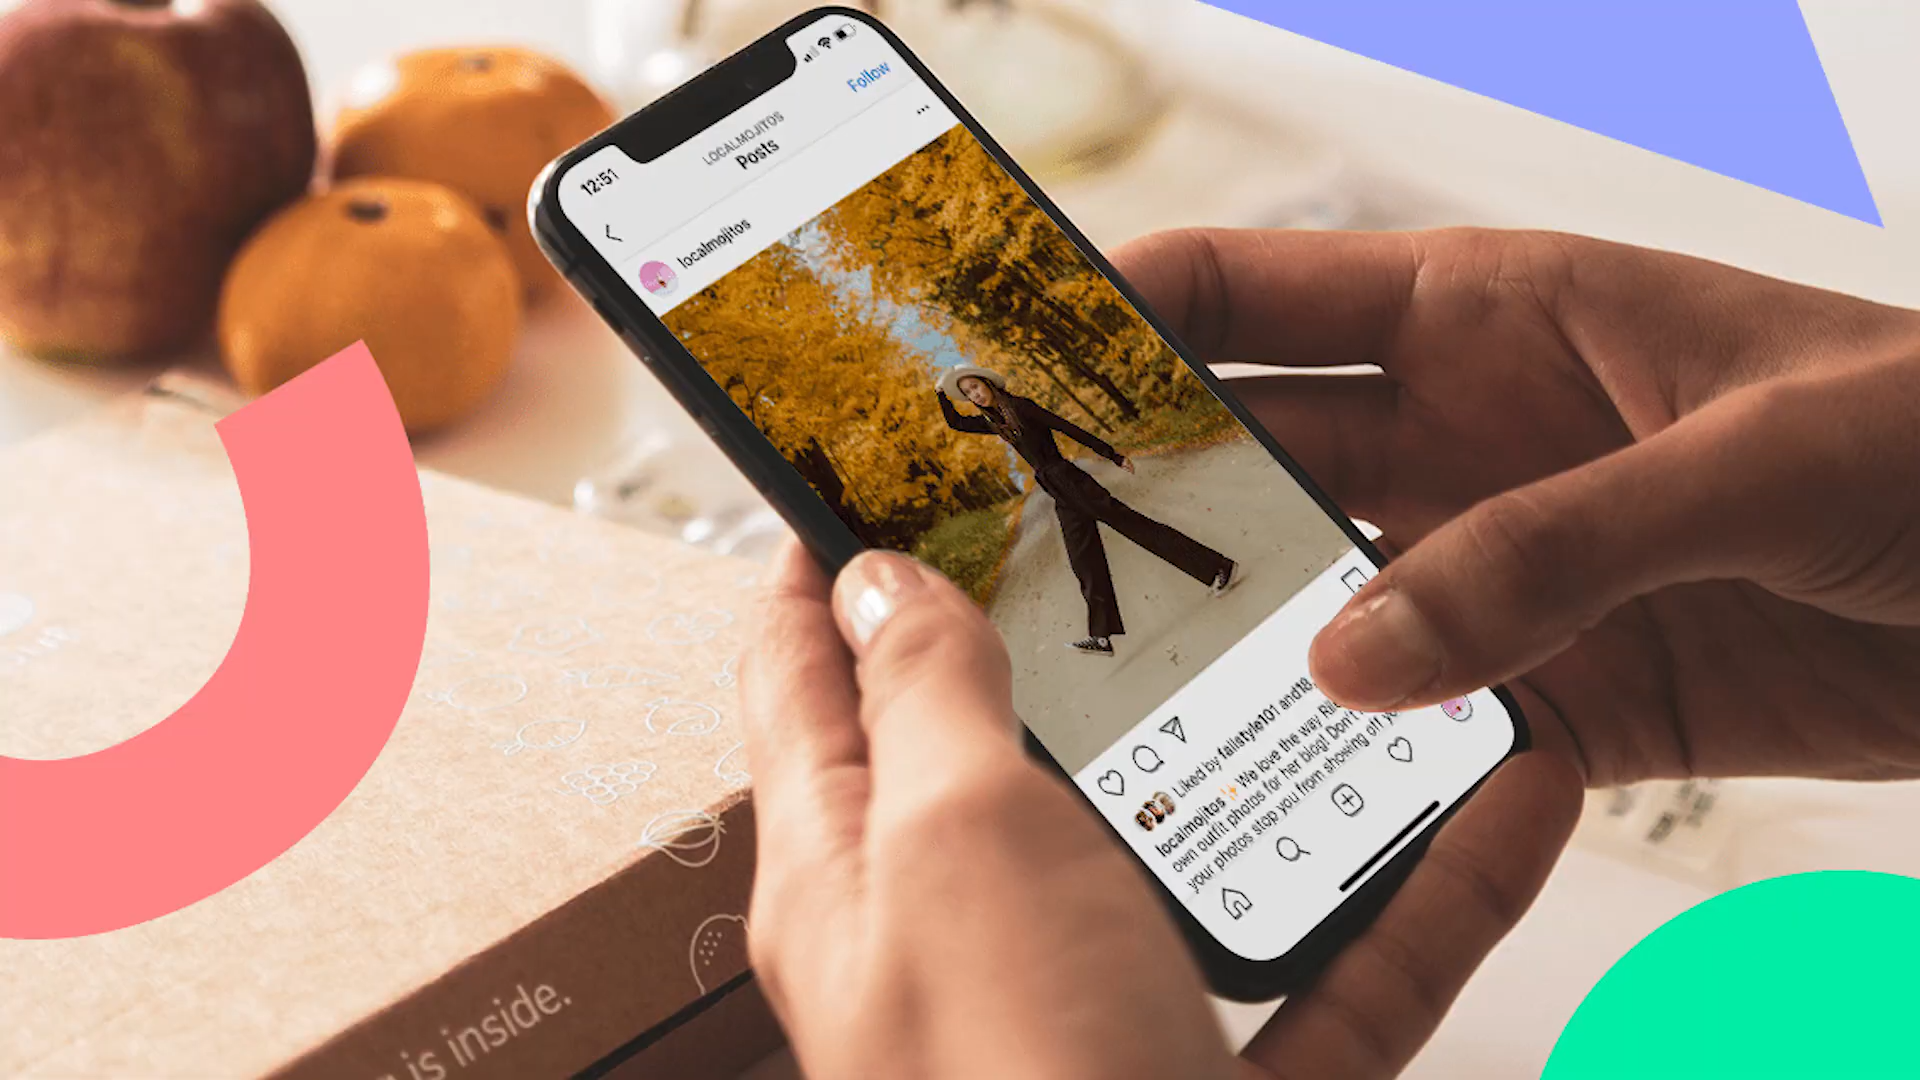 12:51
LOCALMOJITOS
Posts
Follow
localmojitos
Liked by fallstyle101 and18
localmojitos ✨ We love the way
own outfit photos for her blog! Don't
your photos stop you from showing off
is inside.